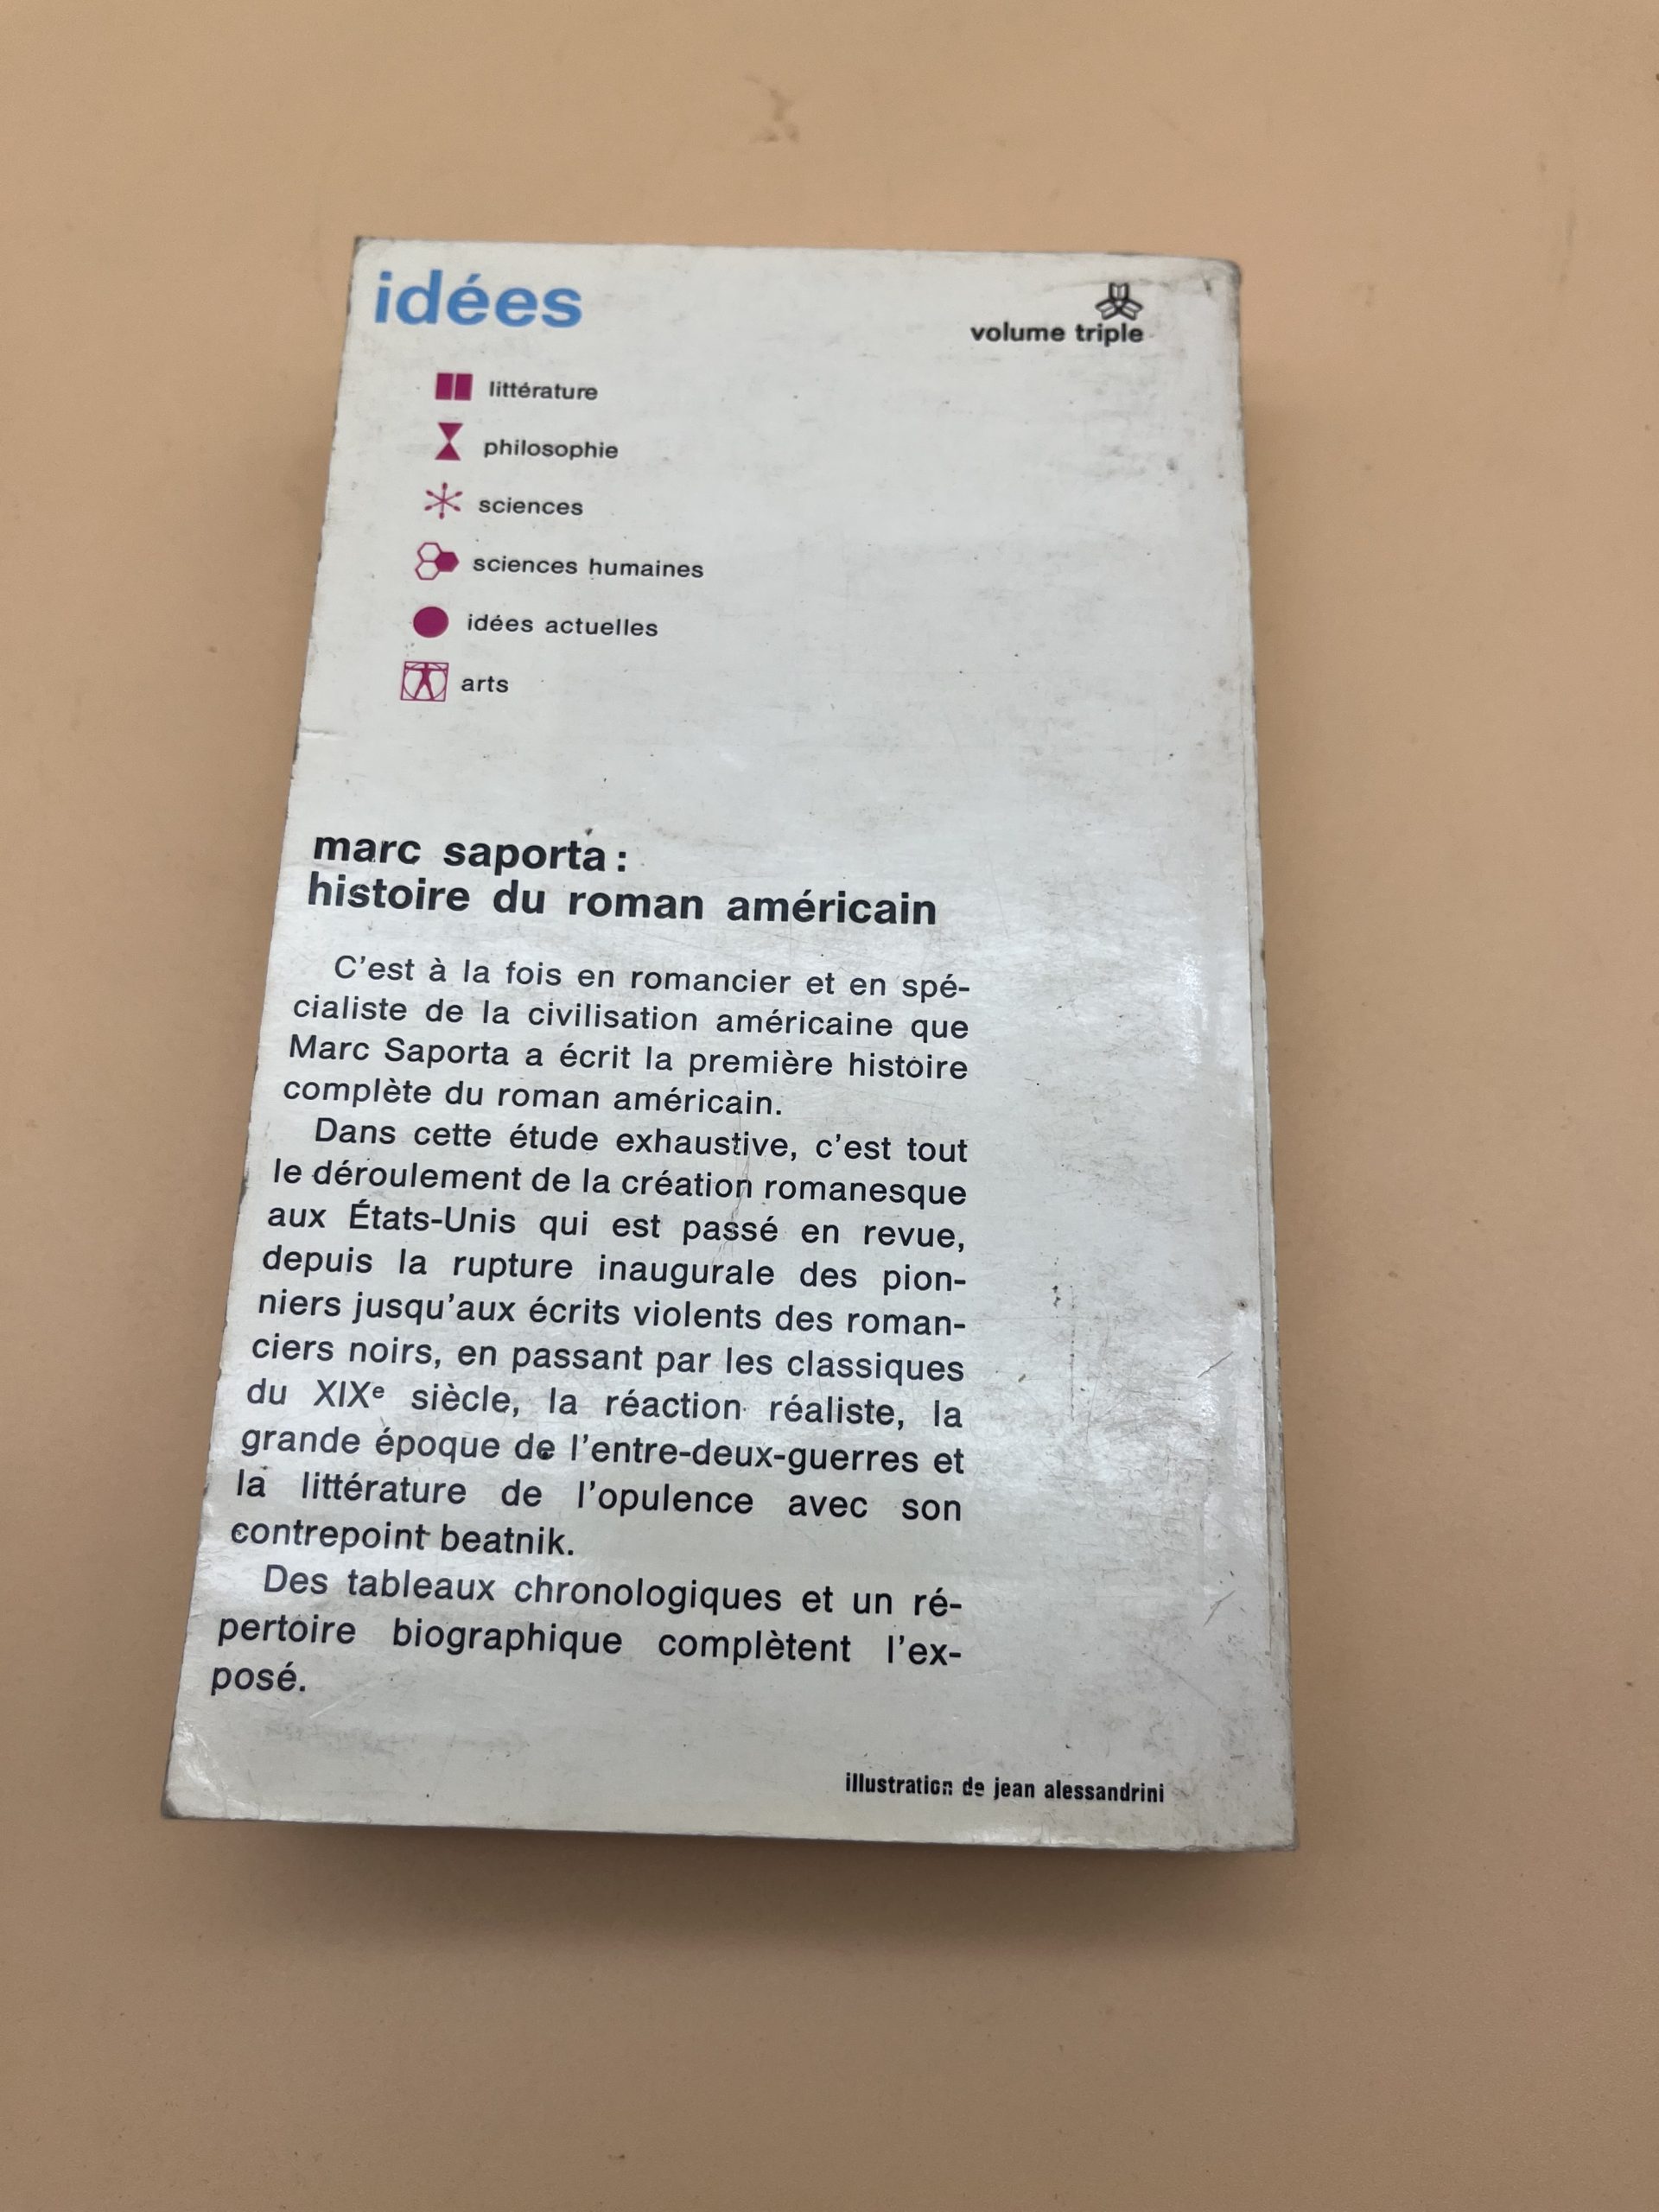 idées
volume triple
littérature
philosophie
sciences
sciences humaines
idées actuelles
arts
marc saporta :
histoire du roman américain
C'est à la fois en romancier et en spé-
cialiste de la civilisation américaine que
Marc Saporta a écrit la première histoire
complète du roman américain.
Dans cette étude exhaustive, c'est tout
le déroulement de la création romanesque
aux États-Unis qui est passé en revue,
depuis la rupture inaugurale des pion-
niers jusqu'aux écrits violents des roman-
ciers noirs, en passant par les classiques
du XIXe siècle, la réaction réaliste, la
grande époque de l'entre-deux-guerres et
la littérature de l'opulence avec son
contrepoint beatnik.
Des tableaux chronologiques et un ré-
pertoire biographique complètent l'ex-
posé.
illustration de jean alessandrini